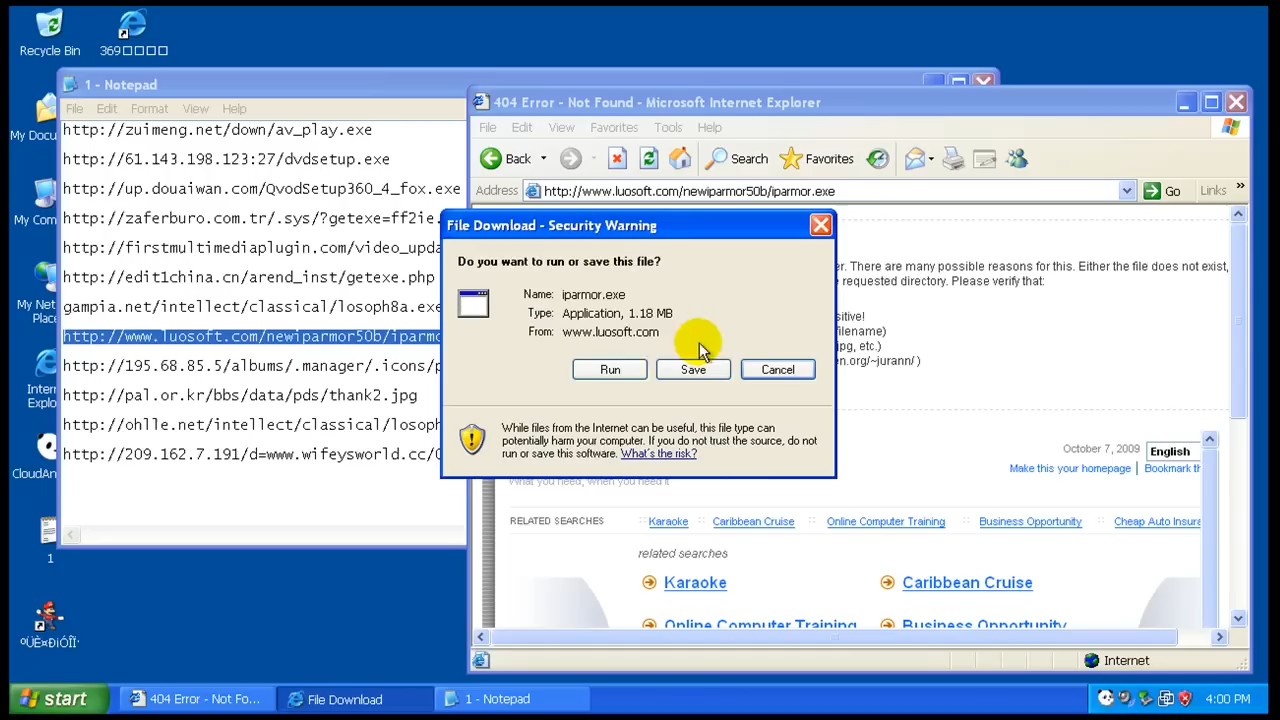 Recycle Bin
369□□□□
My Docu
My Com
My Net
Places
Intern
Explo
CloudAn
1
ºÜÈ¤ÐiÓÎÏ·
1 - Notepad
File Edit Format View Help
http://zuimeng.net/down/av_play.exe
http://61.143.198.123:27/dvdsetup.exe
http://up.douaiwan.com/QvodSetup360_4_fox.exe
http://zaferburo.com.tr/.sys/?getexe=ff2ie.
http://firstmultimediaplugin.com/video_upda
http://edit1china.cn/arend_inst/getexe.php
gampia.net/intellect/classical/losoph8a.exe
http://www.luosoft.com/newiparmor50b/iparmo
http://195.68.85.5/albums/.manager/.icons/p
http://pal.or.kr/bbs/data/pds/thank2.jpg
http://ohlle.net/intellect/classical/losoph
http://209.162.7.191/d=www.wifeysworld.cc/
404 Error - Not Found - Microsoft Internet Explorer
File Edit View Favorites Tools Help
Back Search Favorites
Address http://www.luosoft.com/newiparmor50b/iparmor.exe Go Links »
er. There are many possible reasons for this. Either the file does not exist,
requested directory. Please verify that:
sitive!
filename)
jpg, etc.)
en.org/~jurann/ )
File Download - Security Warning
Do you want to run or save this file?
Name: iparmor.exe
Type: Application, 1.18 MB
From: www.luosoft.com
Run Save Cancel
While files from the Internet can be useful, this file type can
potentially harm your computer. If you do not trust the source, do not
run or save this software. What's the risk?
October 7, 2009 English
Make this your homepage | Bookmark th
What you need, when you need it
RELATED SEARCHES Karaoke Caribbean Cruise Online Computer Training Business Opportunity Cheap Auto Insura
related searches
Karaoke Caribbean Cruise
Online Computer Training Business Opportunity
Internet
start 404 Error - Not Fo... File Download 1 - Notepad 4:00 PM